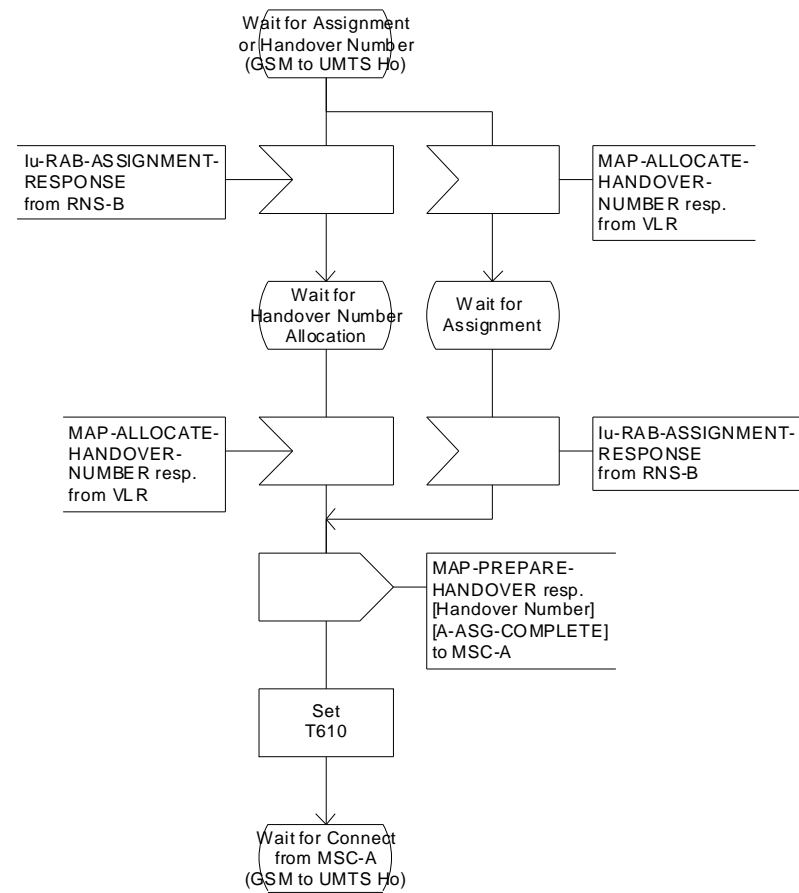 Wait for Assignment
or Handover Number
(GSM to UMTS Ho)
Iu-RAB-ASSIGNMENT-
RESPONSE
from RNS-B
MAP-ALLOCATE-
HANDOVER-
NUMBER resp.
from VLR
Wait for
Handover Number
Allocation
Wait for
Assignment
MAP-ALLOCATE-
HANDOVER-
NUMBER resp.
from VLR
Iu-RAB-ASSIGNMENT-
RESPONSE
from RNS-B
MAP-PREPARE-
HANDOVER resp.
[Handover Number]
[A-ASG-COMPLETE]
to MSC-A
Set
T610
Wait for Connect
from MSC-A
(GSM to UMTS Ho)